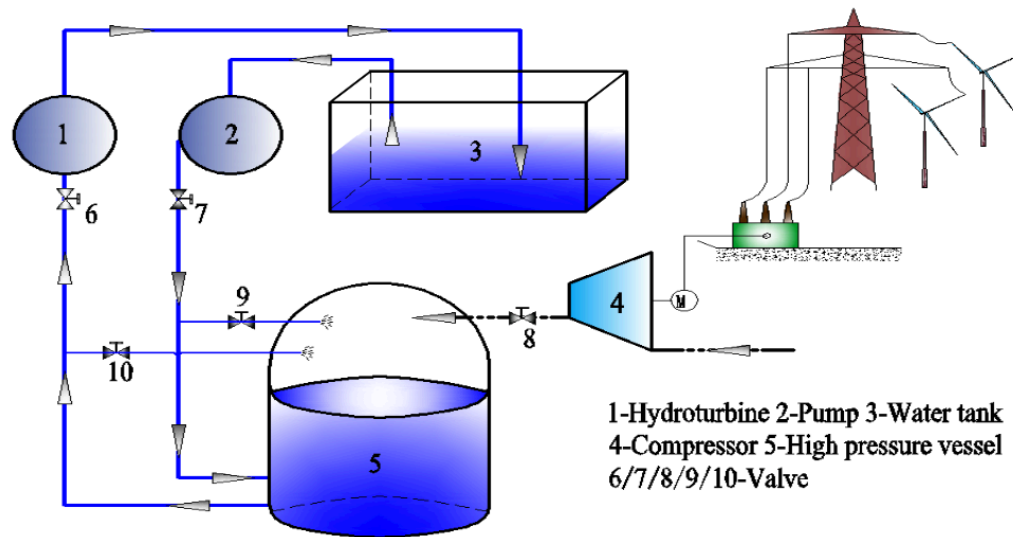 1
2
3
6
7
9
10
8
4
M
5
1-Hydroturbine 2-Pump 3-Water tank
4-Compressor 5-High pressure vessel
6/7/8/9/10-Valve